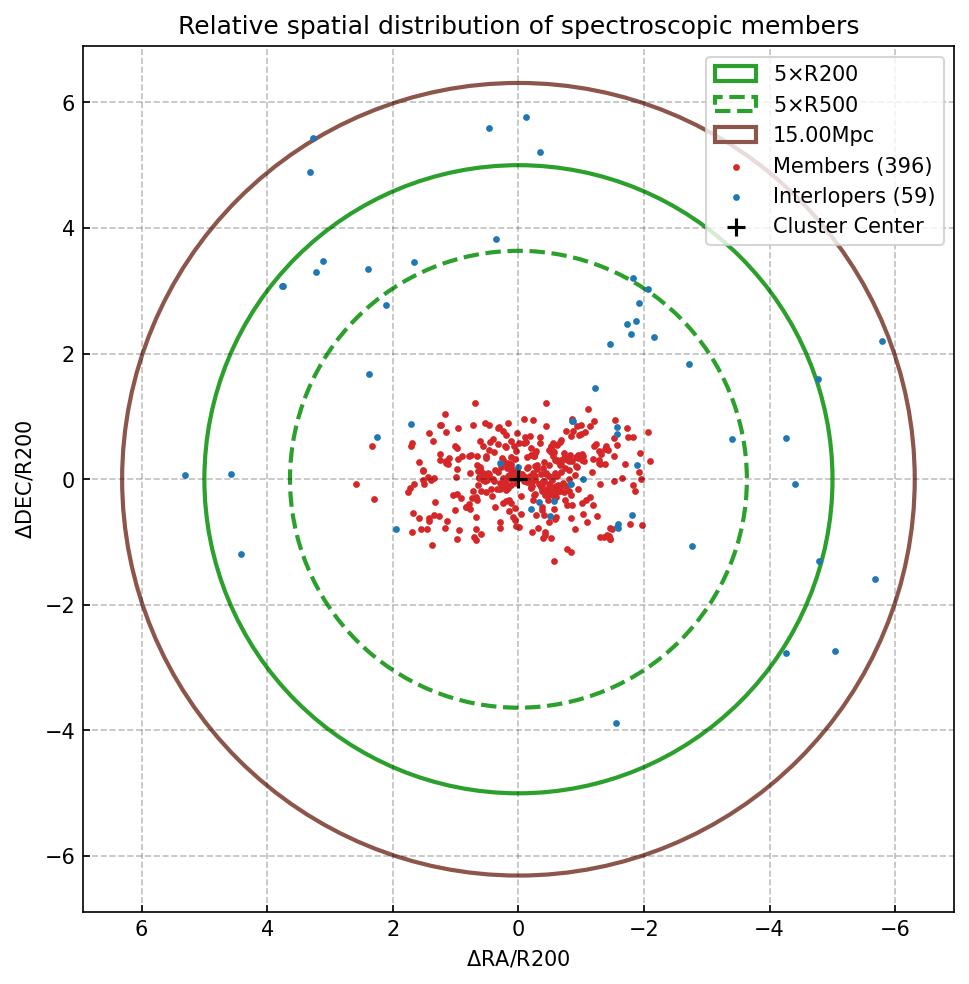 Relative spatial distribution of spectroscopic members
5×R200
5×R500
15.00Mpc
Members (396)
Interlopers (59)
Cluster Center
ΔDEC/R200
6
4
2
0
−2
−4
−6
6 4 2 0 −2 −4 −6
ΔRA/R200